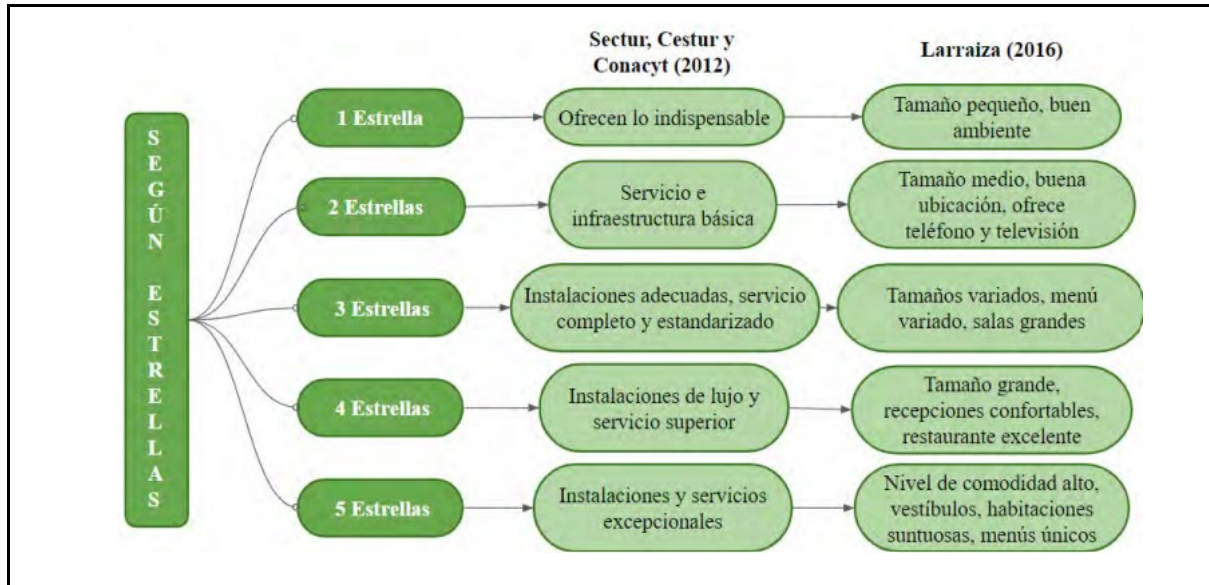 Sectur, Cestur y
Conacyt (2012)
Larraiza (2016)
SEGÚN ESTRELLAS
1 Estrella
Ofrecen lo indispensable
Tamaño pequeño, buen
ambiente
2 Estrellas
Servicio e
infraestructura básica
Tamaño medio, buena
ubicación, ofrece
teléfono y televisión
3 Estrellas
Instalaciones adecuadas, servicio
completo y estandarizado
Tamaños variados, menú
variado, salas grandes
4 Estrellas
Instalaciones de lujo y
servicio superior
Tamaño grande,
recepciones confortables,
restaurante excelente
5 Estrellas
Instalaciones y servicios
excepcionales
Nivel de comodidad alto,
vestíbulos, habitaciones
suntuosas, menús únicos